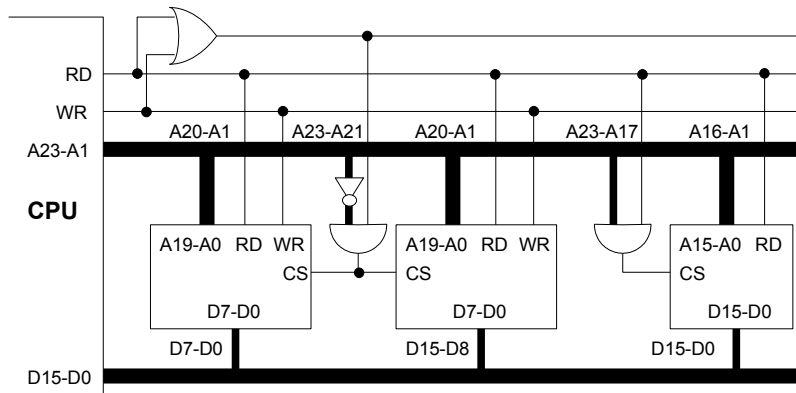 RD
WR
A20-A1 A23-A21 A20-A1 A23-A17 A16-A1
A23-A1
CPU
A19-A0 RD WR A19-A0 RD WR A15-A0 RD
CS CS CS
D7-D0 D7-D0 D15-D0
D7-D0 D15-D8 D15-D0
D15-D0